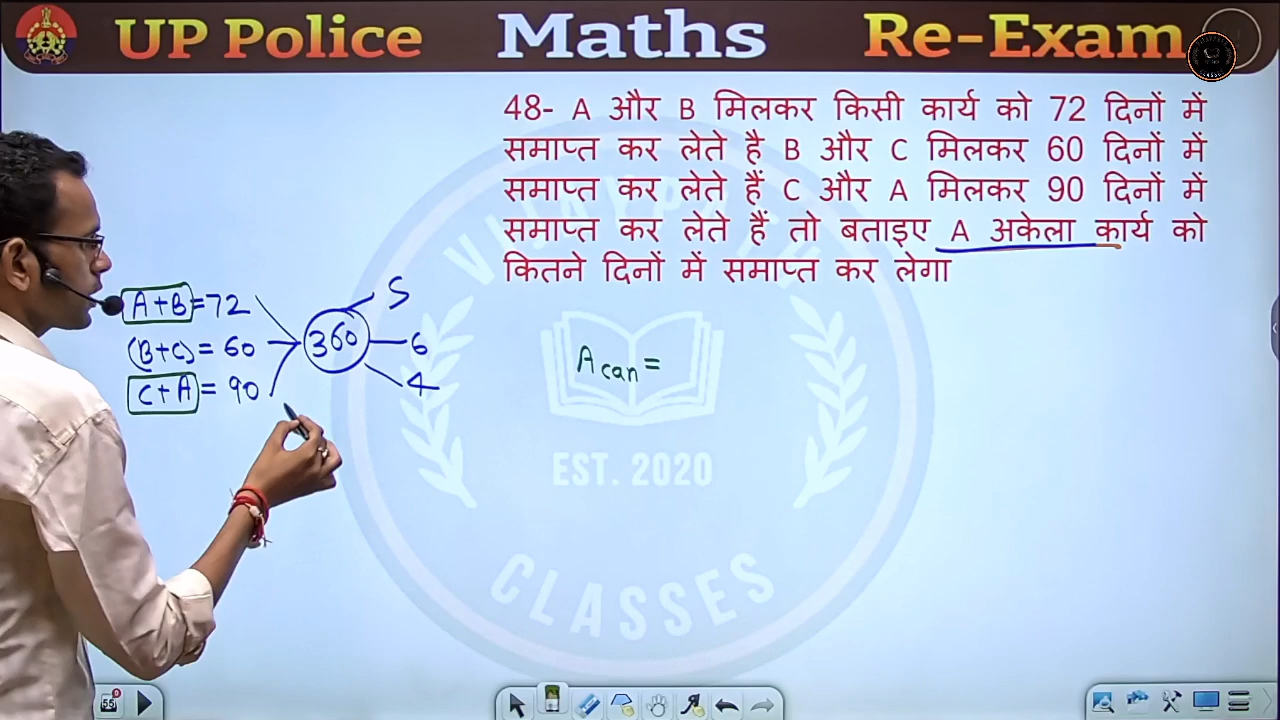 UP Police Maths Re-Exam
48- A और B मिलकर किसी कार्य को 72 दिनों में
समाप्त कर लेते है B और C मिलकर 60 दिनों में
समाप्त कर लेते हैं C और A मिलकर 90 दिनों में
समाप्त कर लेते हैं तो बताइए A अकेला कार्य को
कितने दिनों में समाप्त कर लेगा
A+B = 72
(B+C) = 60
C+A = 90
360
5
6
4
A can =
EST. 2020
CLASSES